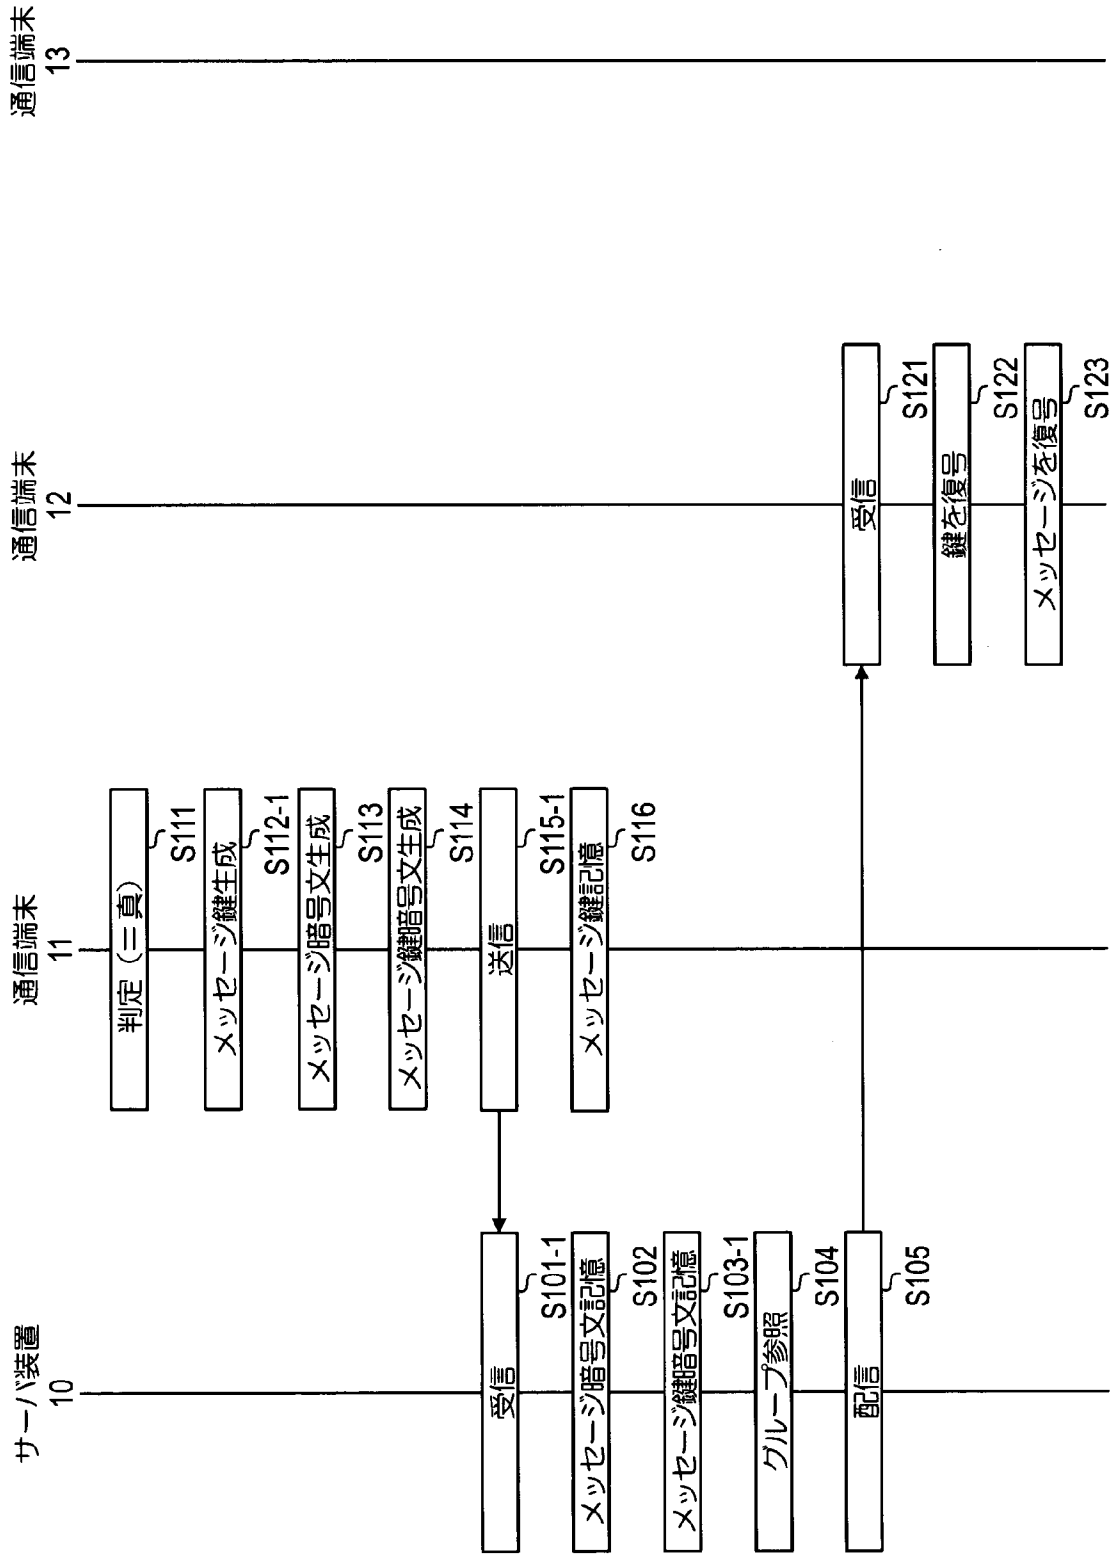 サーバ装置
10
通信端末
11
通信端末
12
通信端末
13
判定（＝真）
S111
メッセージ鍵生成
S112-1
メッセージ暗号文生成
S113
メッセージ鍵暗号文生成
S114
送信
S115-1
メッセージ鍵記憶
S116
受信
S101-1
メッセージ暗号文記憶
S102
メッセージ鍵暗号文記憶
S103-1
グループ参照
S104
配信
S105
受信
S121
鍵を復号
S122
メッセージを復号
S123